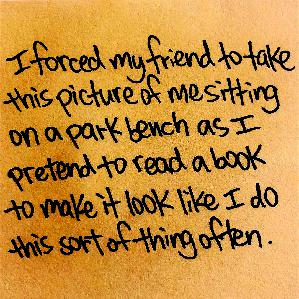 I forced my friend to take
this picture of me sitting
on a park bench as I
pretend to read a book
to make it look like I do
this sort of thing often.